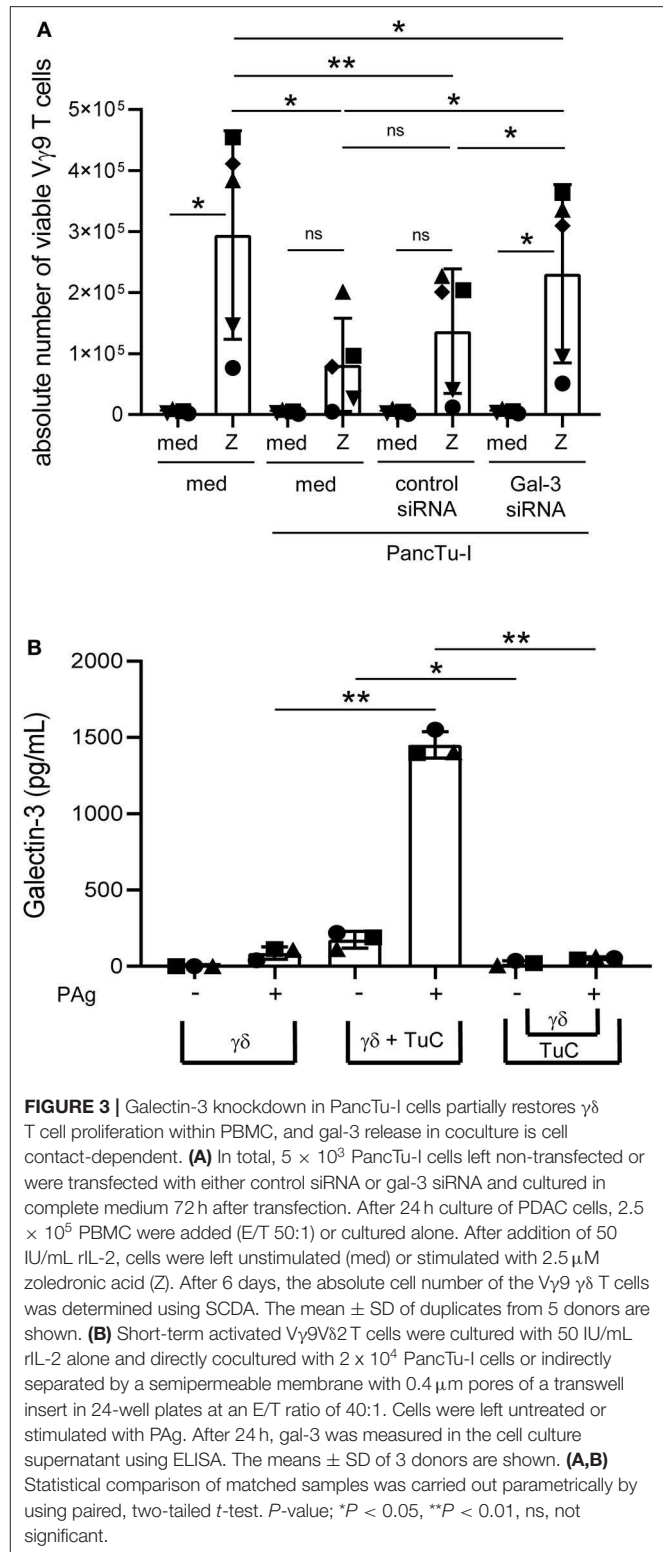 A
*
**
*
*
ns
*
*
ns
ns
*
absolute number of viable Vγ9 T cells
5×10⁵
4×10⁵
3×10⁵
2×10⁵
1×10⁵
0
med Z med Z med Z med Z
med med control siRNA Gal-3 siRNA
PancTu-I
B
**
*
**
Galectin-3 (pg/mL)
2000
1500
1000
500
0
PAg - + - + - +
γδ γδ + TuC γδ
TuC
FIGURE 3 | Galectin-3 knockdown in PancTu-I cells partially restores γδ
T cell proliferation within PBMC, and gal-3 release in coculture is cell
contact-dependent. (A) In total, 5 × 10³ PancTu-I cells left non-transfected or
were transfected with either control siRNA or gal-3 siRNA and cultured in
complete medium 72 h after transfection. After 24 h culture of PDAC cells, 2.5
× 10⁵ PBMC were added (E/T 50:1) or cultured alone. After addition of 50
IU/mL rIL-2, cells were left unstimulated (med) or stimulated with 2.5 μM
zoledronic acid (Z). After 6 days, the absolute cell number of the Vγ9 γδ T cells
was determined using SCDA. The mean ± SD of duplicates from 5 donors are
shown. (B) Short-term activated Vγ9Vδ2 T cells were cultured with 50 IU/mL
rIL-2 alone and directly cocultured with 2 x 10⁴ PancTu-I cells or indirectly
separated by a semipermeable membrane with 0.4 μm pores of a transwell
insert in 24-well plates at an E/T ratio of 40:1. Cells were left untreated or
stimulated with PAg. After 24 h, gal-3 was measured in the cell culture
supernatant using ELISA. The means ± SD of 3 donors are shown. (A,B)
Statistical comparison of matched samples was carried out parametrically by
using paired, two-tailed t-test. P-value; *P < 0.05, **P < 0.01, ns, not
significant.